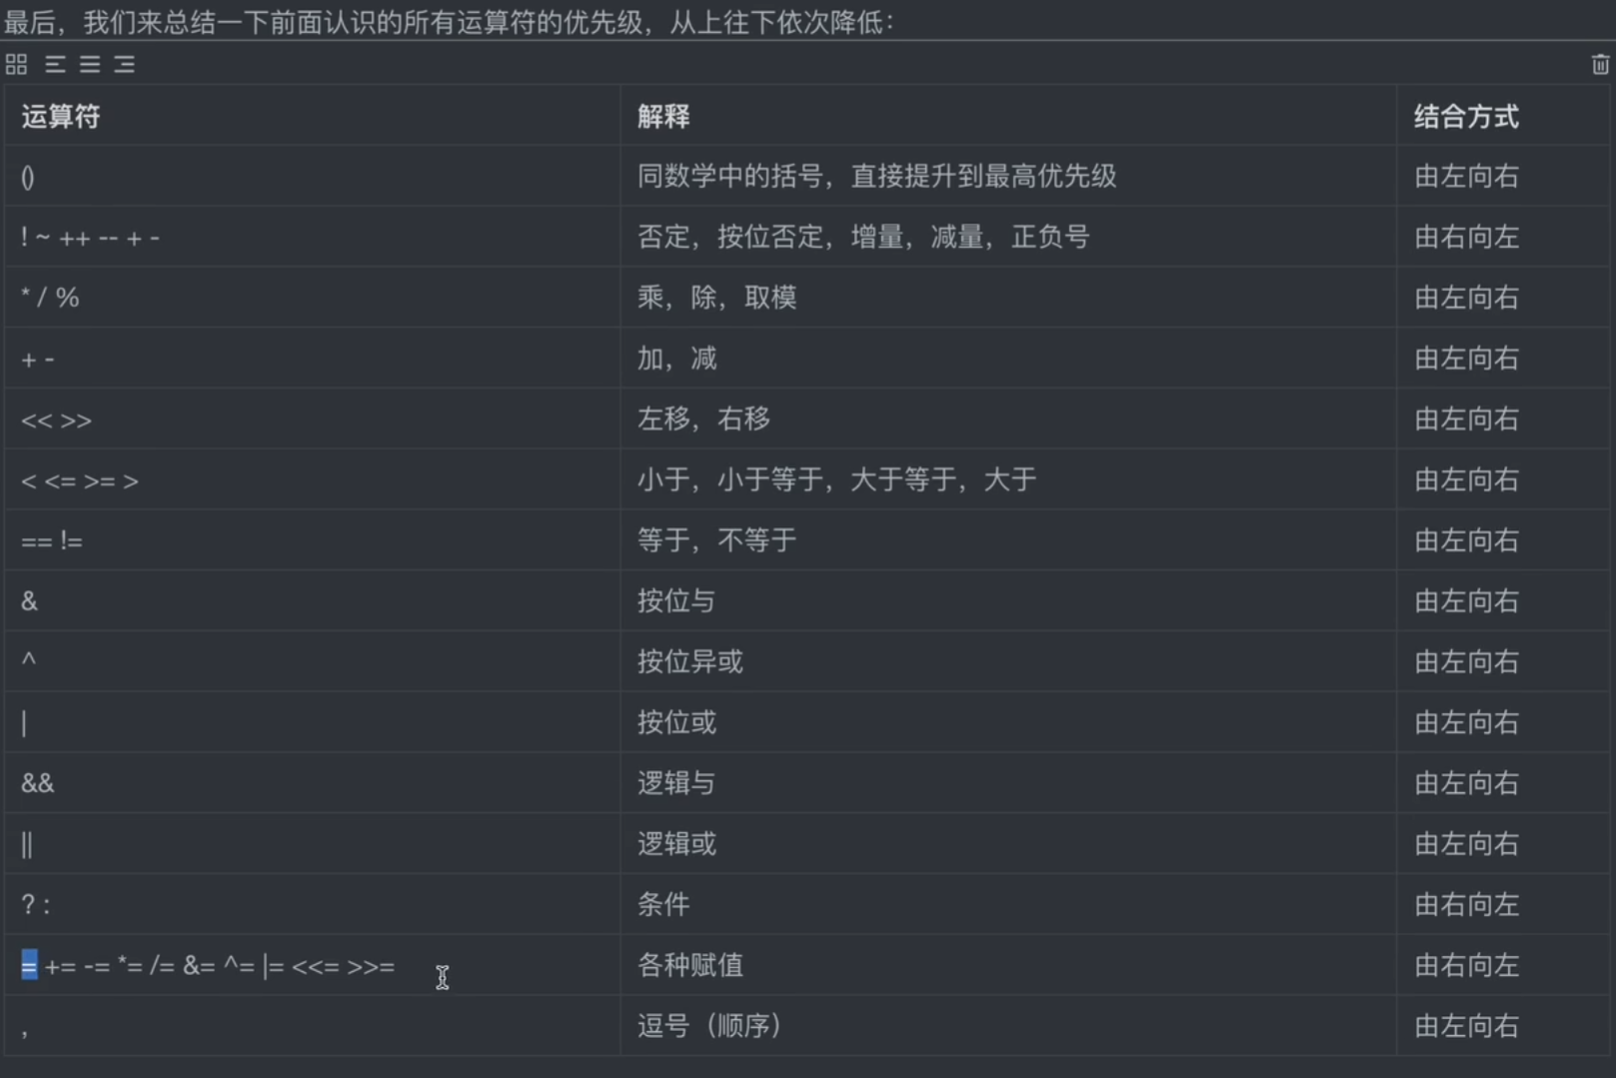 最后，我们来总结一下前面认识的所有运算符的优先级，从上往下依次降低：
运算符 解释 结合方式
() 同数学中的括号，直接提升到最高优先级 由左向右
! ~ ++ -- + - 否定，按位否定，增量，减量，正负号 由右向左
* / % 乘，除，取模 由左向右
+ - 加，减 由左向右
<< >> 左移，右移 由左向右
< <= >= > 小于，小于等于，大于等于，大于 由左向右
== != 等于，不等于 由左向右
& 按位与 由左向右
^ 按位异或 由左向右
| 按位或 由左向右
&& 逻辑与 由左向右
|| 逻辑或 由左向右
? : 条件 由右向左
= += -= *= /= &= ^= |= <<= >>= 各种赋值 由右向左
, 逗号（顺序） 由左向右